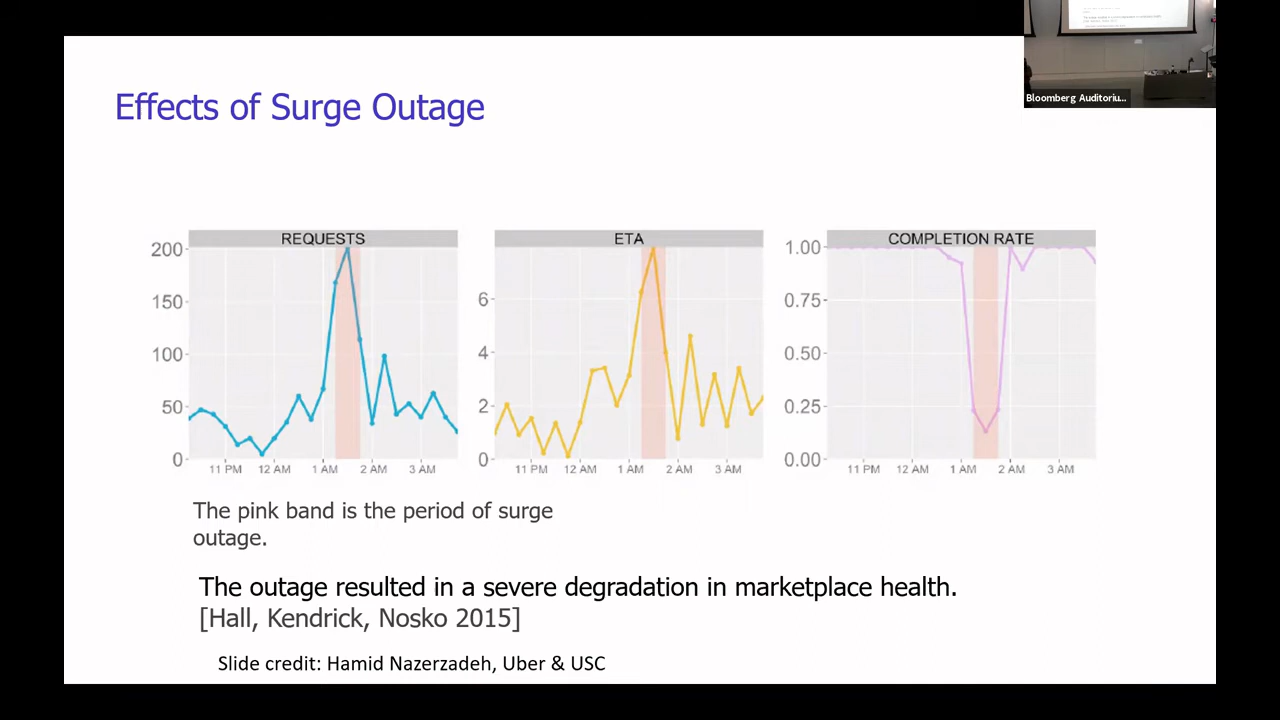 Bloomberg Auditoriu...
Effects of Surge Outage
REQUESTS
200
150
100
50
0
11 PM 12 AM 1 AM 2 AM 3 AM
ETA
6
4
2
0
11 PM 12 AM 1 AM 2 AM 3 AM
COMPLETION RATE
1.00
0.75
0.50
0.25
0.00
11 PM 12 AM 1 AM 2 AM 3 AM
The pink band is the period of surge
outage.
The outage resulted in a severe degradation in marketplace health.
[Hall, Kendrick, Nosko 2015]
Slide credit: Hamid Nazerzadeh, Uber & USC